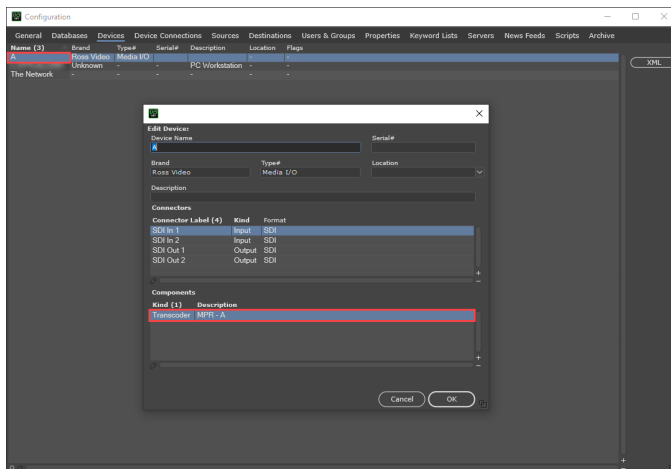 Configuration
General Databases Devices Device Connections Sources Destinations Users & Groups Properties Keyword Lists Servers News Feeds Scripts Archive
Name (3) Brand Type# Serial# Description Location Flags
A Ross Video Media I/O - -
Unknown - - PC Workstation - -
The Network - - - - - -
XML
Edit Device:
Device Name Serial#
A
Brand Type# Location
Ross Video Media I/O
Description
Connectors
Connector Label (4) Kind Format
SDI In 1 Input SDI
SDI In 2 Input SDI
SDI Out 1 Output SDI
SDI Out 2 Output SDI
Components
Kind (1) Description
Transcoder MPR - A
Cancel OK